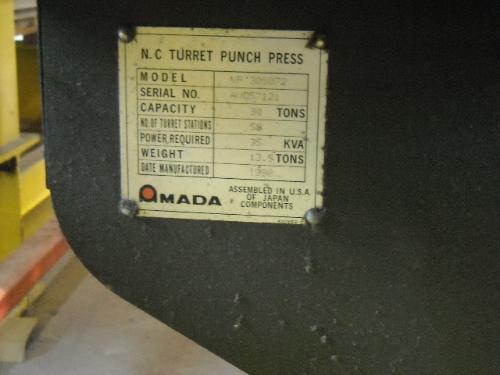 N.C TURRET PUNCH PRESS
MODEL
SERIAL NO.
CAPACITY 30 TONS
NO.OF TURRET STATIONS 58
POWER,REQUIRED 35 KVA
WEIGHT 13.5 TONS
DATE MANUFACTURED 1990
AMADA
ASSEMBLED IN U.S.A.
OF JAPAN
COMPONENTS